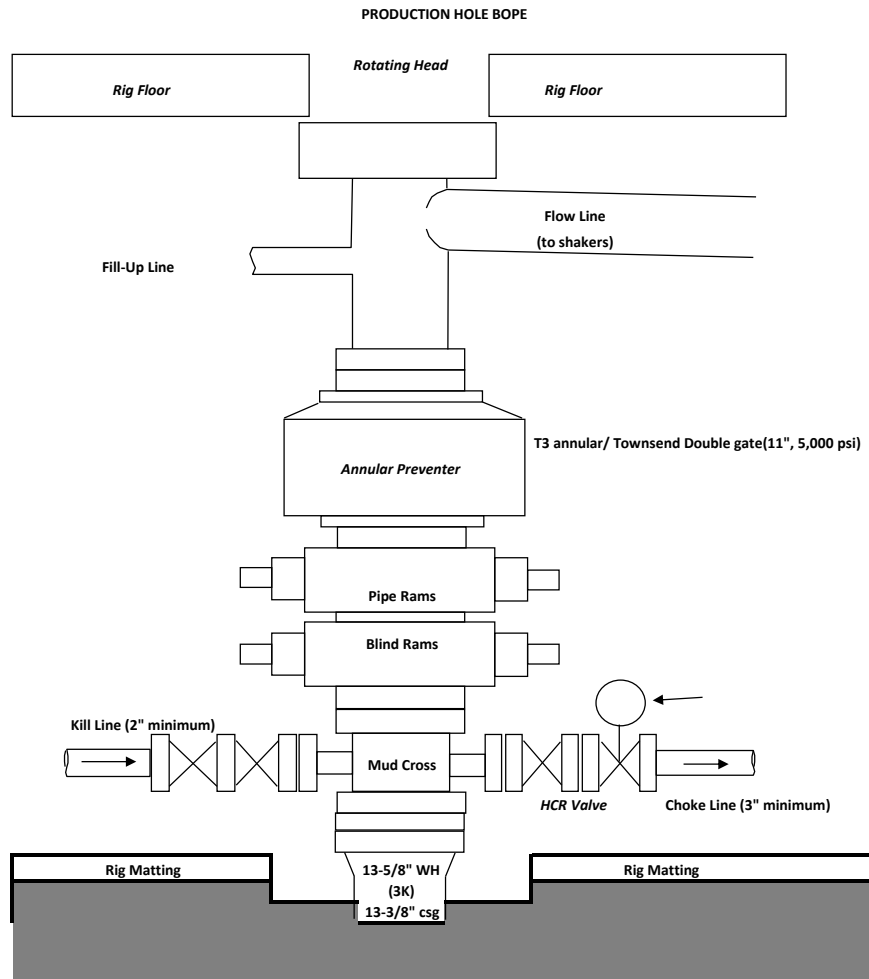 PRODUCTION HOLE BOPE
Rotating Head
Rig Floor
Rig Floor
Flow Line
(to shakers)
Fill-Up Line
T3 annular/ Townsend Double gate(11", 5,000 psi)
Annular Preventer
Pipe Rams
Blind Rams
Kill Line (2" minimum)
Mud Cross
HCR Valve
Choke Line (3" minimum)
Rig Matting
13-5/8" WH
(3K)
13-3/8" csg
Rig Matting